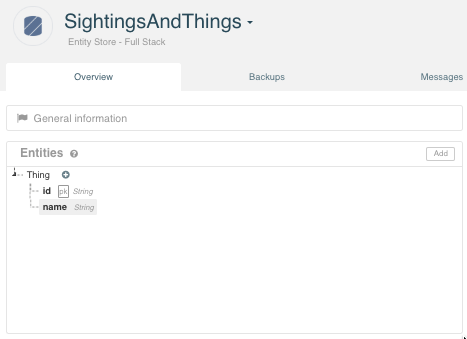 SightingsAndThings
Entity Store - Full Stack
Overview Backups Messages
General information
Entities Add
Thing
id pk String
name String